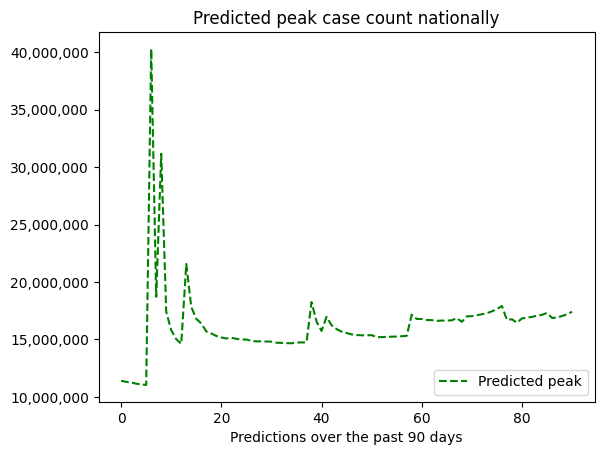 Predicted peak case count nationally
40,000,000
35,000,000
30,000,000
25,000,000
20,000,000
15,000,000
10,000,000
Predicted peak
0 20 40 60 80
Predictions over the past 90 days